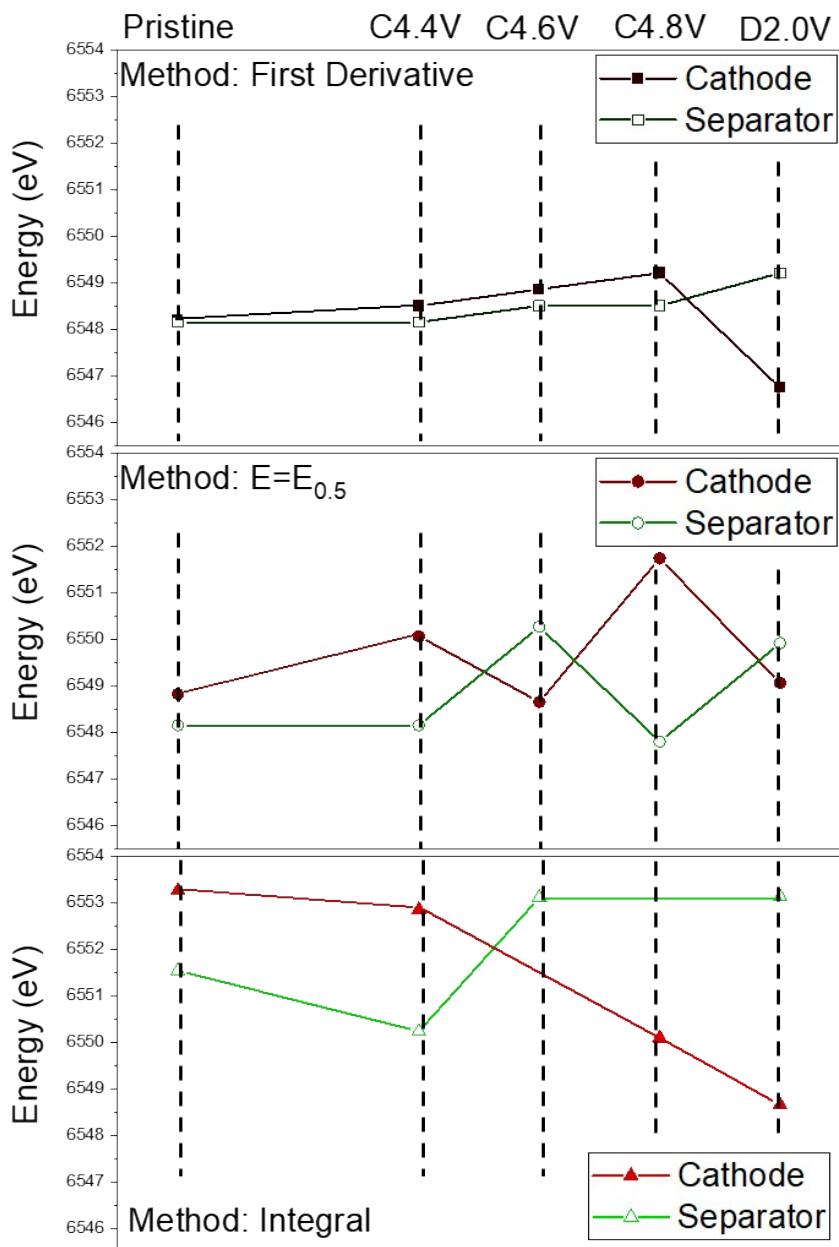 Pristine C4.4V C4.6V C4.8V D2.0V
6554
Method: First Derivative
Cathode
Separator
6553
6552
6551
6550
6549
6548
6547
6546
Energy (eV)
6554
Method: E=E0.5
Cathode
Separator
6553
6552
6551
6550
6549
6548
6547
6546
Energy (eV)
6554
6553
6552
6551
6550
6549
6548
6547
6546
Energy (eV)
Cathode
Separator
Method: Integral